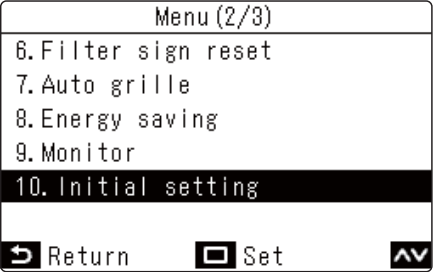 Menu(2/3)
6.Filter sign reset
7.Auto grille
8.Energy saving
9.Monitor
10.Initial setting
Return Set